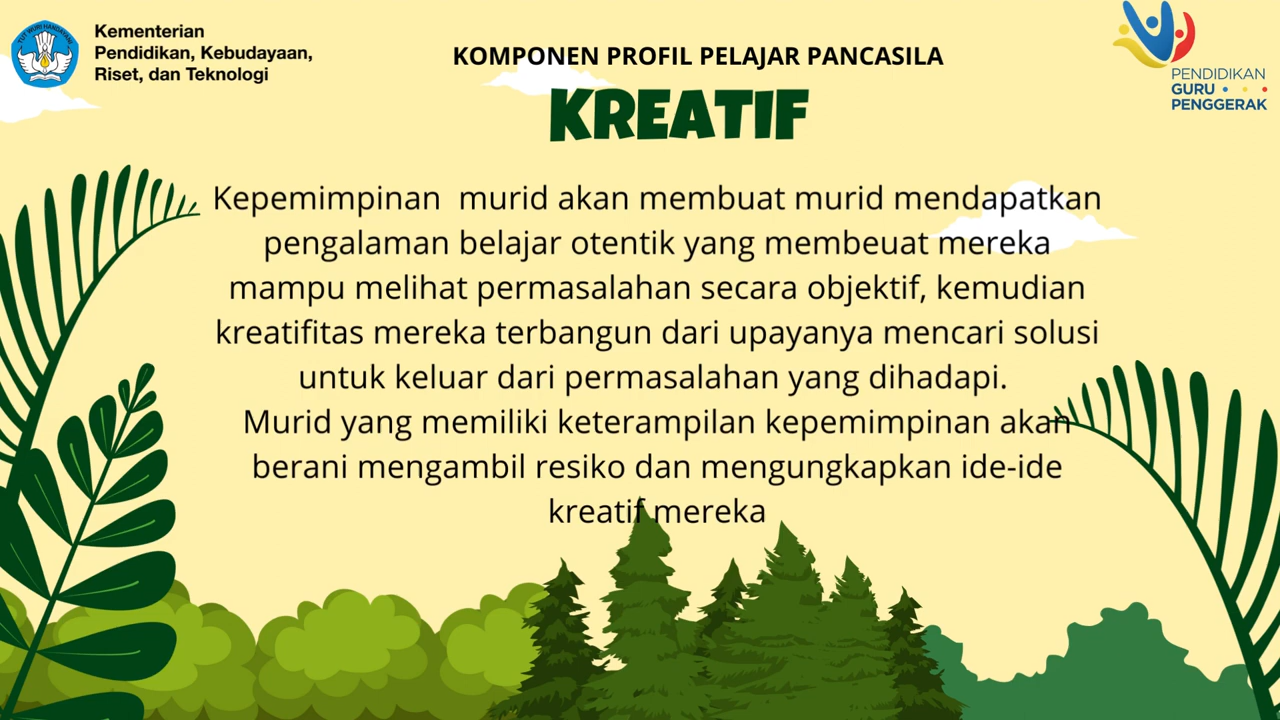 TUT WURI HANDAYANI
Kementerian
Pendidikan, Kebudayaan,
Riset, dan Teknologi
KOMPONEN PROFIL PELAJAR PANCASILA
KREATIF
PENDIDIKAN
GURU
PENGGERAK
Kepemimpinan murid akan membuat murid mendapatkan
pengalaman belajar otentik yang membeuat mereka
mampu melihat permasalahan secara objektif, kemudian
kreatifitas mereka terbangun dari upayanya mencari solusi
untuk keluar dari permasalahan yang dihadapi.
Murid yang memiliki keterampilan kepemimpinan akan
berani mengambil resiko dan mengungkapkan ide-ide
kreatif mereka